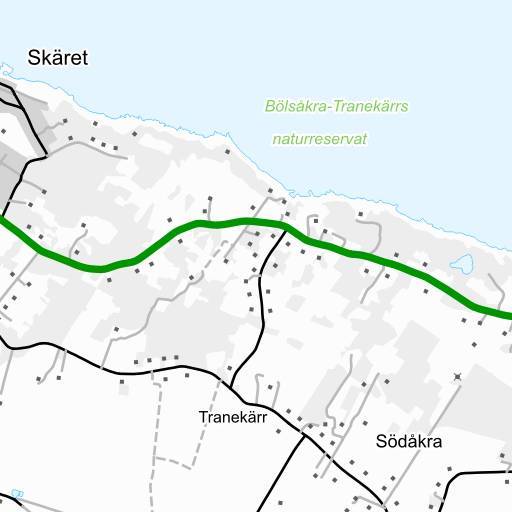 Skäret
Bölsåkra-Tranekärrs
naturreservat
Tranekärr
Södåkra